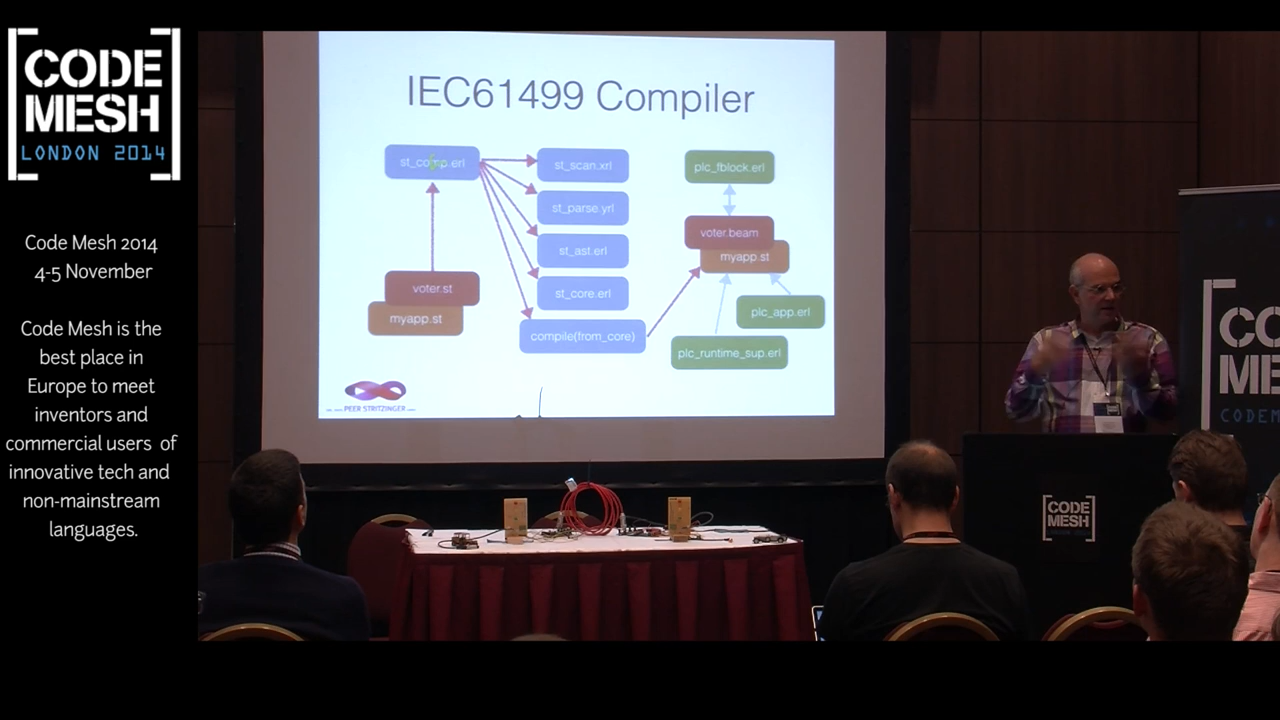 CODE
MESH
LONDON 2014
Code Mesh 2014
4-5 November
Code Mesh is the
best place in
Europe to meet
inventors and
commercial users of
innovative tech and
non-mainstream
languages.
IEC61499 Compiler
st_comp.erl
st_scan.xrl
st_parse.yrl
st_ast.erl
st_core.erl
compile(from_core)
voter.st
myapp.st
plc_fblock.erl
voter.beam
myapp.st
plc_app.erl
plc_runtime_sup.erl
PEER STRITZINGER
CODE
MESH
CO
ME
CODEM